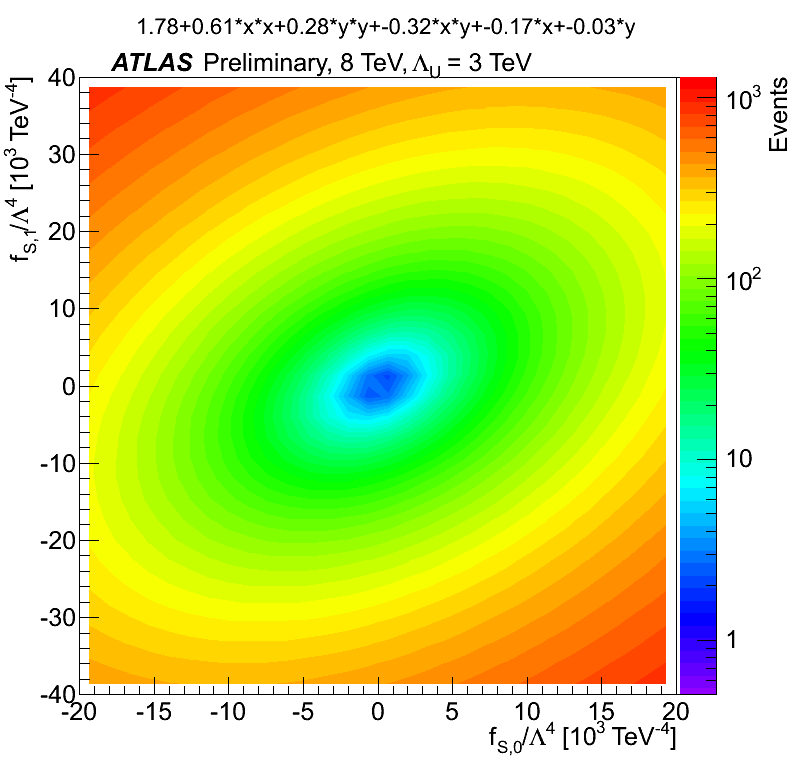 1.78+0.61*x*x+0.28*y*y+-0.32*x*y+-0.17*x+-0.03*y
ATLAS Preliminary, 8 TeV, Λ_U = 3 TeV
f_S,1/Λ^4 [10^3 TeV^-4]
40
30
20
10
0
-10
-20
-30
-40
-20 -15 -10 -5 0 5 10 15 20
f_S,0/Λ^4 [10^3 TeV^-4]
Events
10^3
10^2
10
1